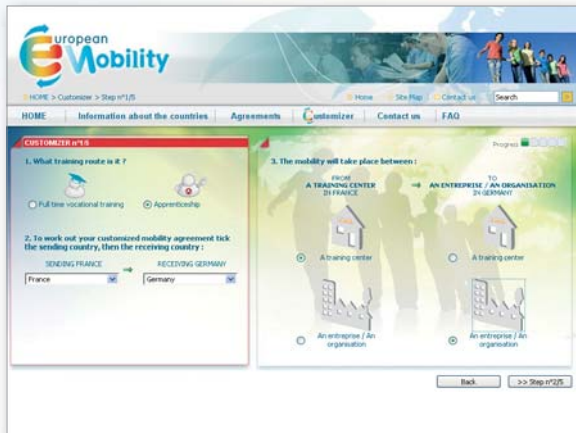 European
Mobility
HOME > Customizer > Step n°1/5
Home
Site Map
Contact us
Search
HOME
Information about the countries
Agreements
Customizer
Contact us
FAQ
CUSTOMIZER n°16
Progress
1. What training route is it ?
Full time vocational training
Apprenticeship
2. To work out your customized mobility agreement tick
the sending country, then the receiving country :
SENDING FRANCE
RECEIVING GERMANY
France
Germany
3. The mobility will take place between :
FROM
A TRAINING CENTER
IN FRANCE
TO
AN ENTREPRISE / AN ORGANISATION
IN GERMANY
A training center
A training center
An entreprise / An
organisation
An entreprise / An
organisation
Back
>> Step n°2/5